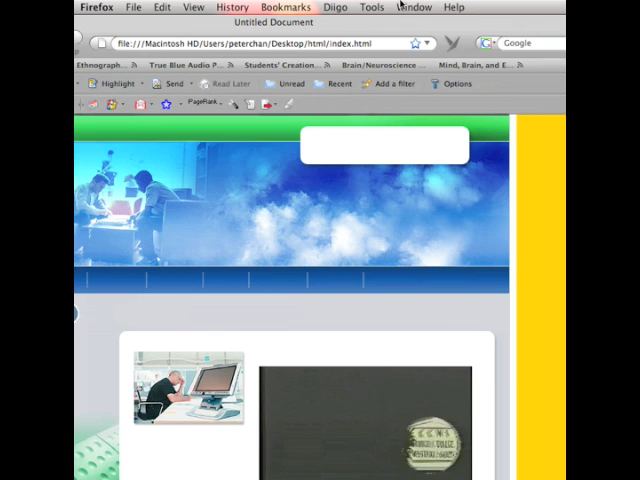 Firefox File Edit View History Bookmarks Diigo Tools Window Help
Untitled Document
file:///Macintosh HD/Users/peterchan/Desktop/html/index.html Google
Ethnograph... True Blue Audio P... Students' Creation... Brain/Neuroscience ... Mind, Brain, and E...
Highlight Send Read Later Unread Recent Add a filter Options
PageRank